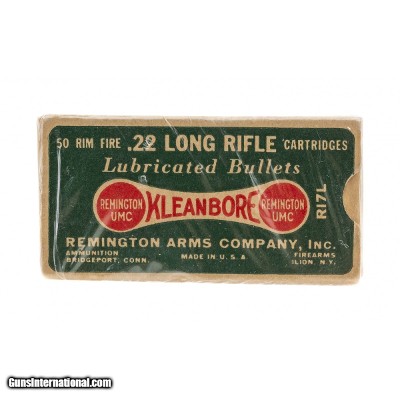 50 RIM FIRE .22 LONG RIFLE CARTRIDGES
Lubricated Bullets
REMINGTON UMC KLEANBORE REMINGTON UMC
R17L
REMINGTON ARMS COMPANY, INC.
AMMUNITION MADE IN U.S.A. FIREARMS
BRIDGEPORT, CONN. ILION, N.Y.
GunsInternational.com